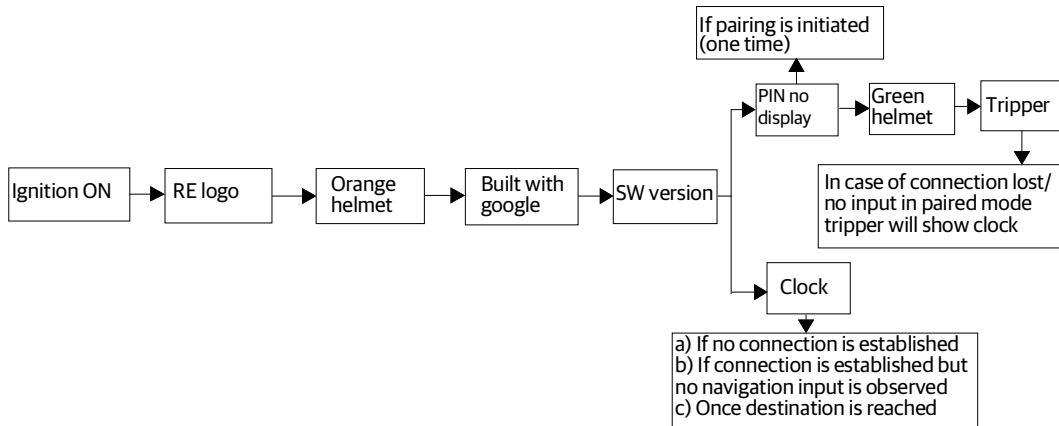 If pairing is initiated
(one time)
PIN no
display
Green
helmet
Tripper
Ignition ON
RE logo
Orange
helmet
Built with
google
SW version
In case of connection lost/
no input in paired mode
tripper will show clock
Clock
a) If no connection is established
b) If connection is established but
no navigation input is observed
c) Once destination is reached